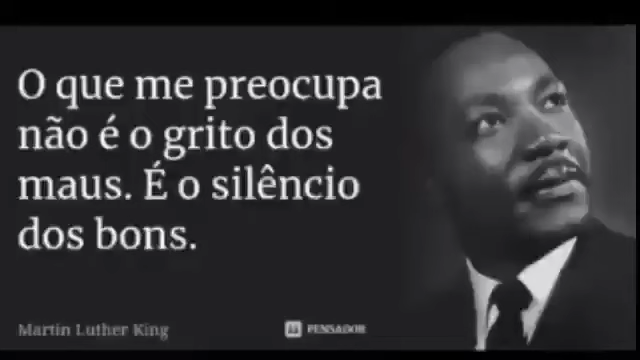 O que me preocupa
não é o grito dos
maus. É o silêncio
dos bons.
Martin Luther King
PENSADOR